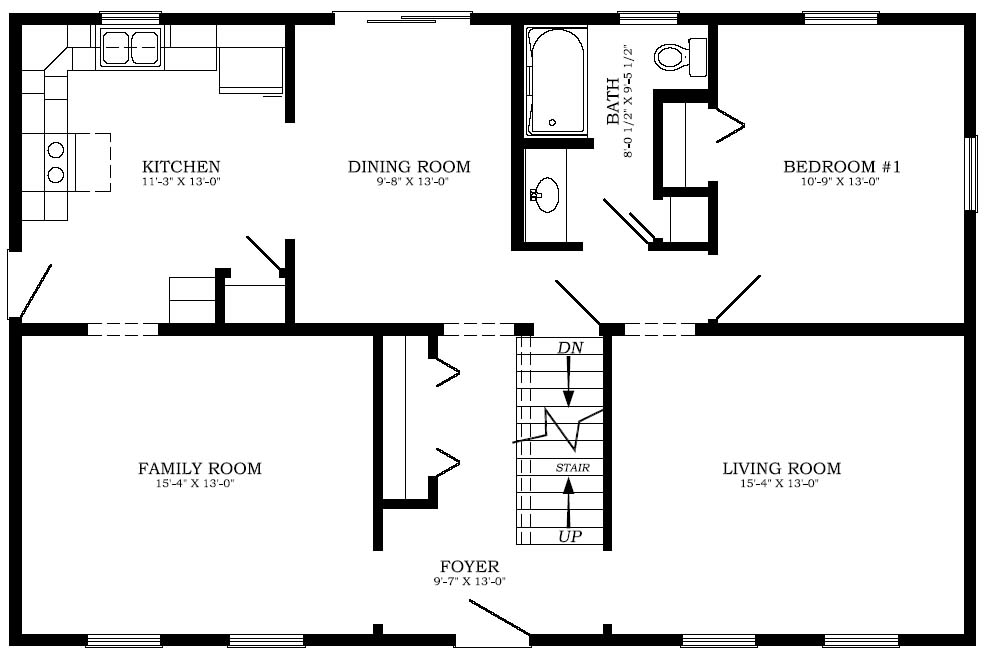 KITCHEN
11'-3" X 13'-0"
DINING ROOM
9'-8" X 13'-0"
BATH
8'-0 1/2" X 9'-5 1/2"
BEDROOM #1
10'-9" X 13'-0"
DN
STAIR
UP
FAMILY ROOM
15'-4" X 13'-0"
LIVING ROOM
15'-4" X 13'-0"
FOYER
9'-7" X 13'-0"